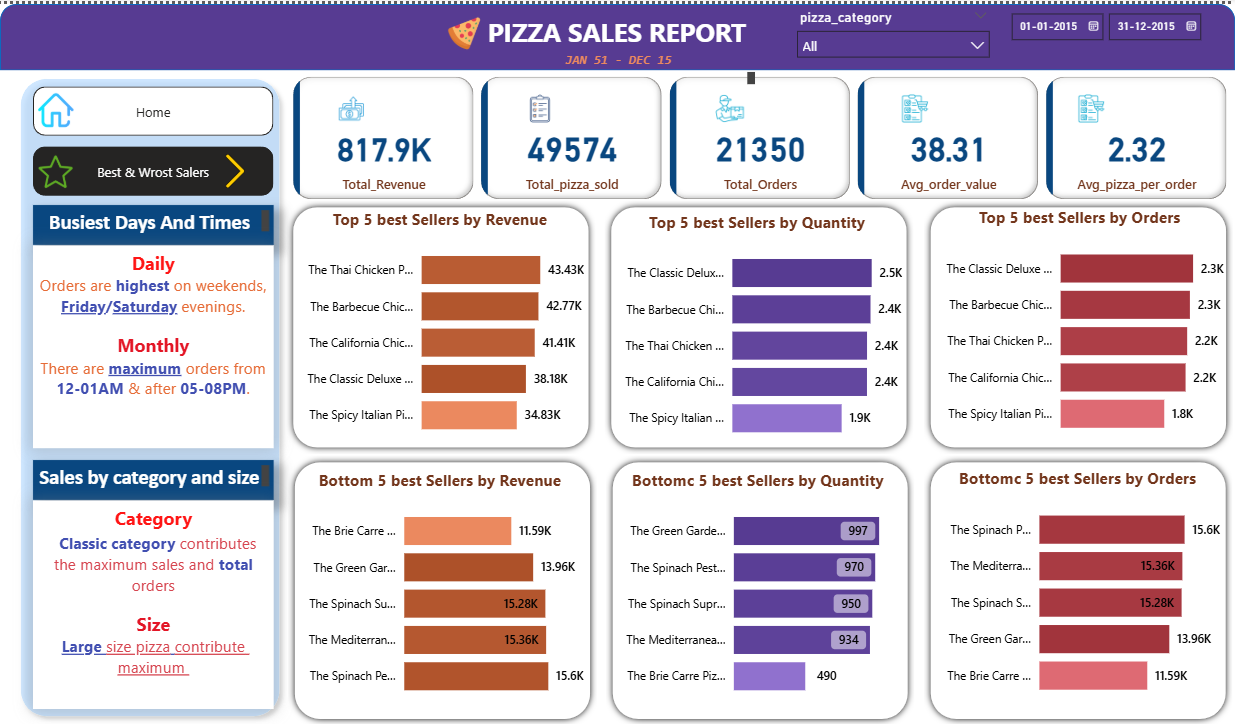 PIZZA SALES REPORT
JAN 51 - DEC 15
pizza_category
All
01-01-2015
31-12-2015
Home
Best & Wrost Salers
Busiest Days And Times
Daily
Orders are highest on weekends,
Friday/Saturday evenings.
Monthly
There are maximum orders from
12-01AM & after 05-08PM.
Sales by category and size
Category
Classic category contributes
the maximum sales and total
orders
Size
Large size pizza contribute
maximum
817.9K
Total_Revenue
49574
Total_pizza_sold
21350
Total_Orders
38.31
Avg_order_value
2.32
Avg_pizza_per_order
Top 5 best Sellers by Revenue
The Thai Chicken P... 43.43K
The Barbecue Chic... 42.77K
The California Chic... 41.41K
The Classic Deluxe ... 38.18K
The Spicy Italian Pi... 34.83K
Top 5 best Sellers by Quantity
The Classic Delux... 2.5K
The Barbecue Chi... 2.4K
The Thai Chicken ... 2.4K
The California Chi... 2.4K
The Spicy Italian ... 1.9K
Top 5 best Sellers by Orders
The Classic Deluxe ... 2.3K
The Barbecue Chic... 2.3K
The Thai Chicken P... 2.2K
The California Chic... 2.2K
The Spicy Italian Pi... 1.8K
Bottom 5 best Sellers by Revenue
The Brie Carre ... 11.59K
The Green Gar... 13.96K
The Spinach Su... 15.28K
The Mediterran... 15.36K
The Spinach Pe... 15.6K
Bottomc 5 best Sellers by Quantity
The Green Garde... 997
The Spinach Pest... 970
The Spinach Supr... 950
The Mediterranea... 934
The Brie Carre Piz... 490
Bottomc 5 best Sellers by Orders
The Spinach P... 15.6K
The Mediterra... 15.36K
The Spinach S... 15.28K
The Green Gar... 13.96K
The Brie Carre ... 11.59K